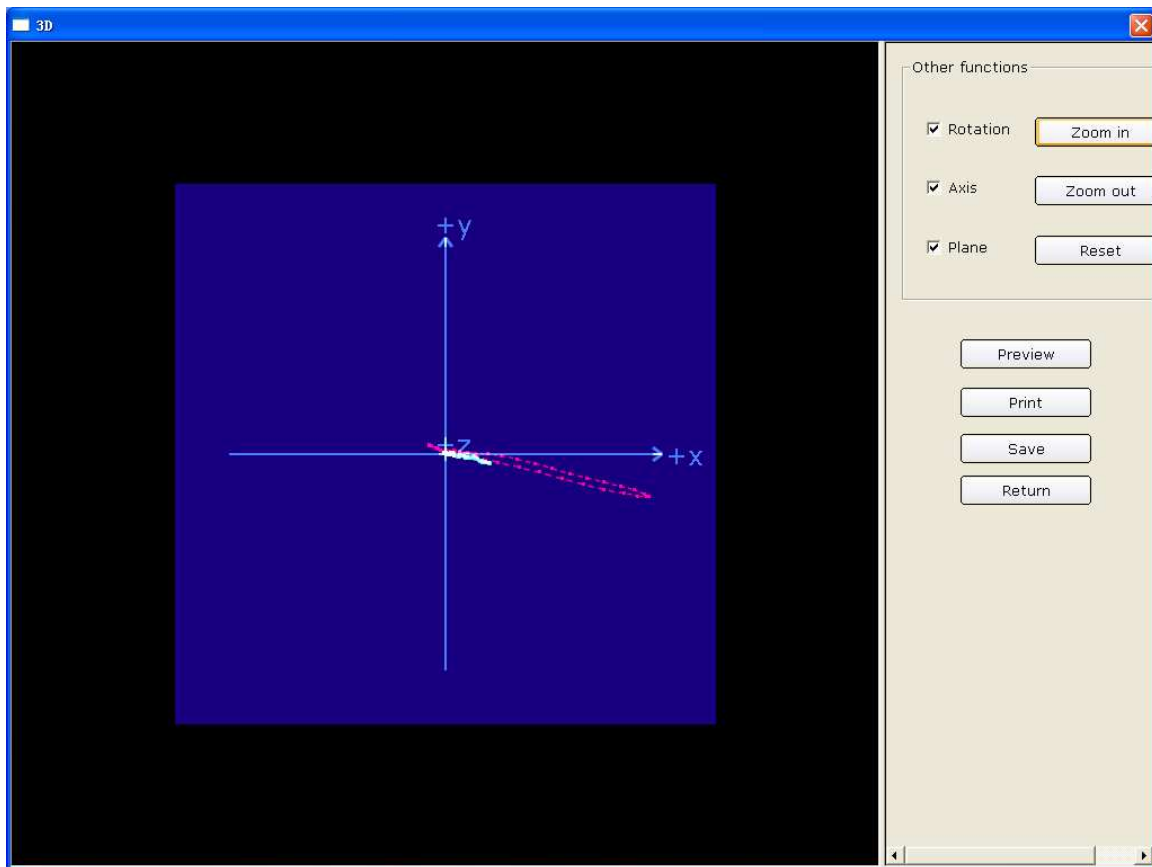 3D
Other functions
Rotation
Zoom in
Axis
Zoom out
Plane
Reset
+y
+z
+x
Preview
Print
Save
Return